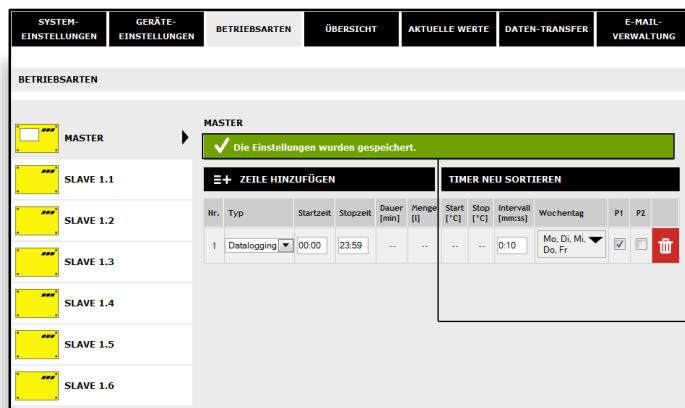 SYSTEM-
EINSTELLUNGEN
GERÄTE-
EINSTELLUNGEN
BETRIEBSARTEN
ÜBERSICHT
AKTUELLE WERTE
DATEN-TRANSFER
E-MAIL-
VERWALTUNG
BETRIEBSARTEN
MASTER
SLAVE 1.1
SLAVE 1.2
SLAVE 1.3
SLAVE 1.4
SLAVE 1.5
SLAVE 1.6
MASTER
Die Einstellungen wurden gespeichert.
ZEILE HINZUFÜGEN
TIMER NEU SORTIEREN
Nr. Typ Startzeit Stopzeit Dauer [min] Menge [l] Start [°C] Stop [°C] Intervall [mm:ss] Wochentag P1 P2
1 Datalogging 00:00 23:59 -- -- -- -- 0:10 Mo, Di, Mi, Do, Fr